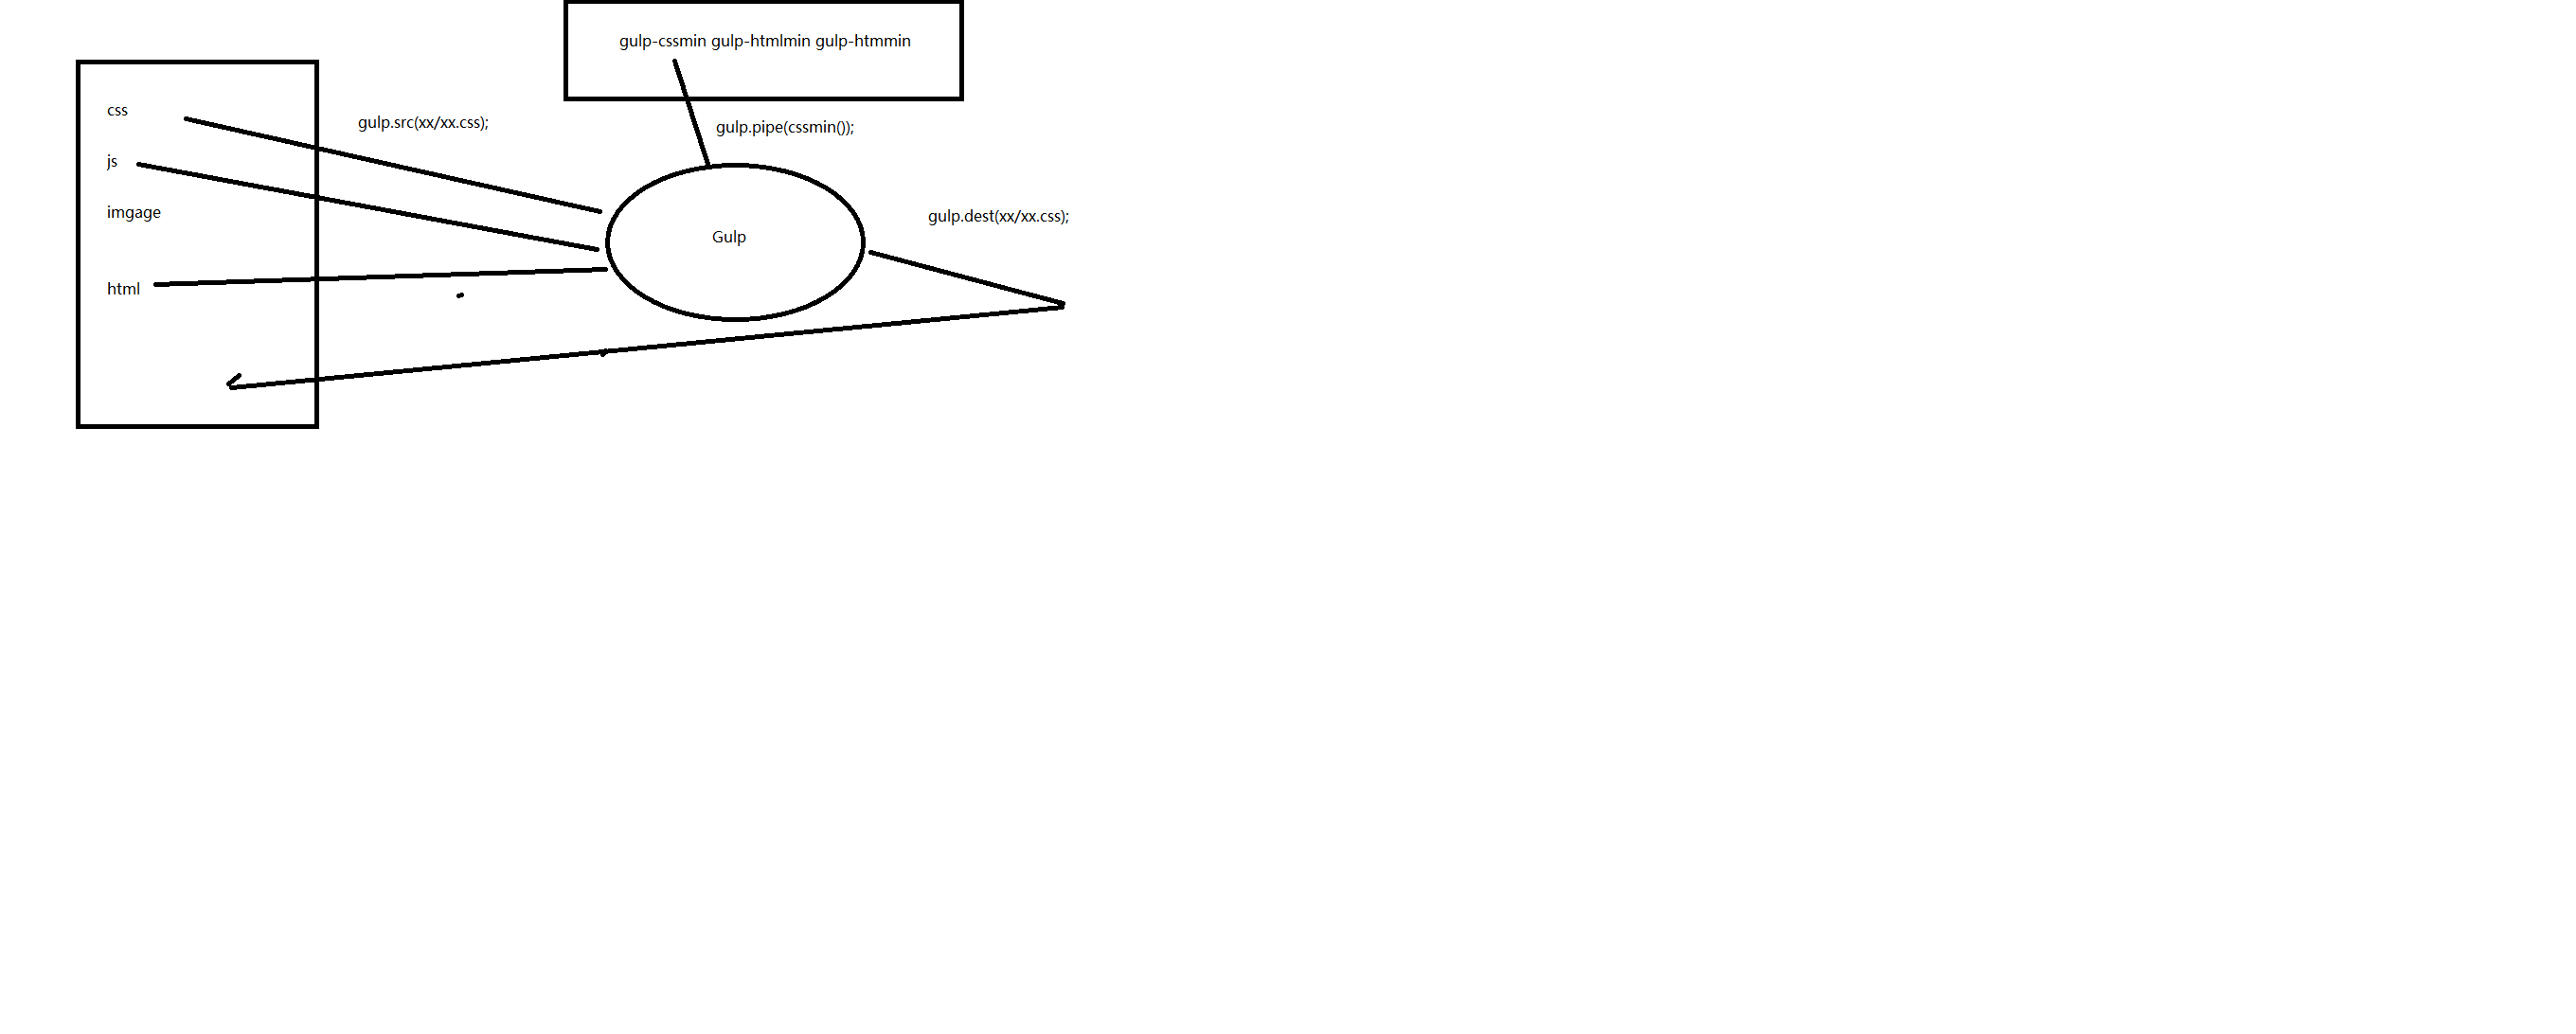 gulp-cssmin gulp-htmlmin gulp-htmmin
css
gulp.src(xx/xx.css);
gulp.pipe(cssmin());
js
imgage
gulp.dest(xx/xx.css);
Gulp
html